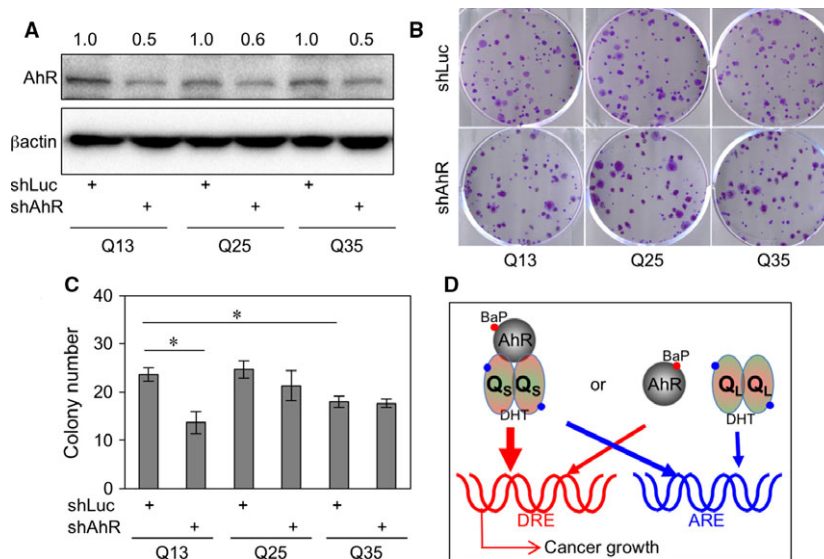 A
1.0 0.5 1.0 0.6 1.0 0.5
AhR
βactin
shLuc + + +
shAhR + + +
Q13 Q25 Q35
B
shLuc
shAhR
Q13 Q25 Q35
C
Colony number
40
30
20
10
0
* *
shLuc + + +
shAhR + + +
Q13 Q25 Q35
D
BaP
AhR
QS QS
DHT
or
BaP
AhR
QL QL
DHT
DRE
ARE
Cancer growth